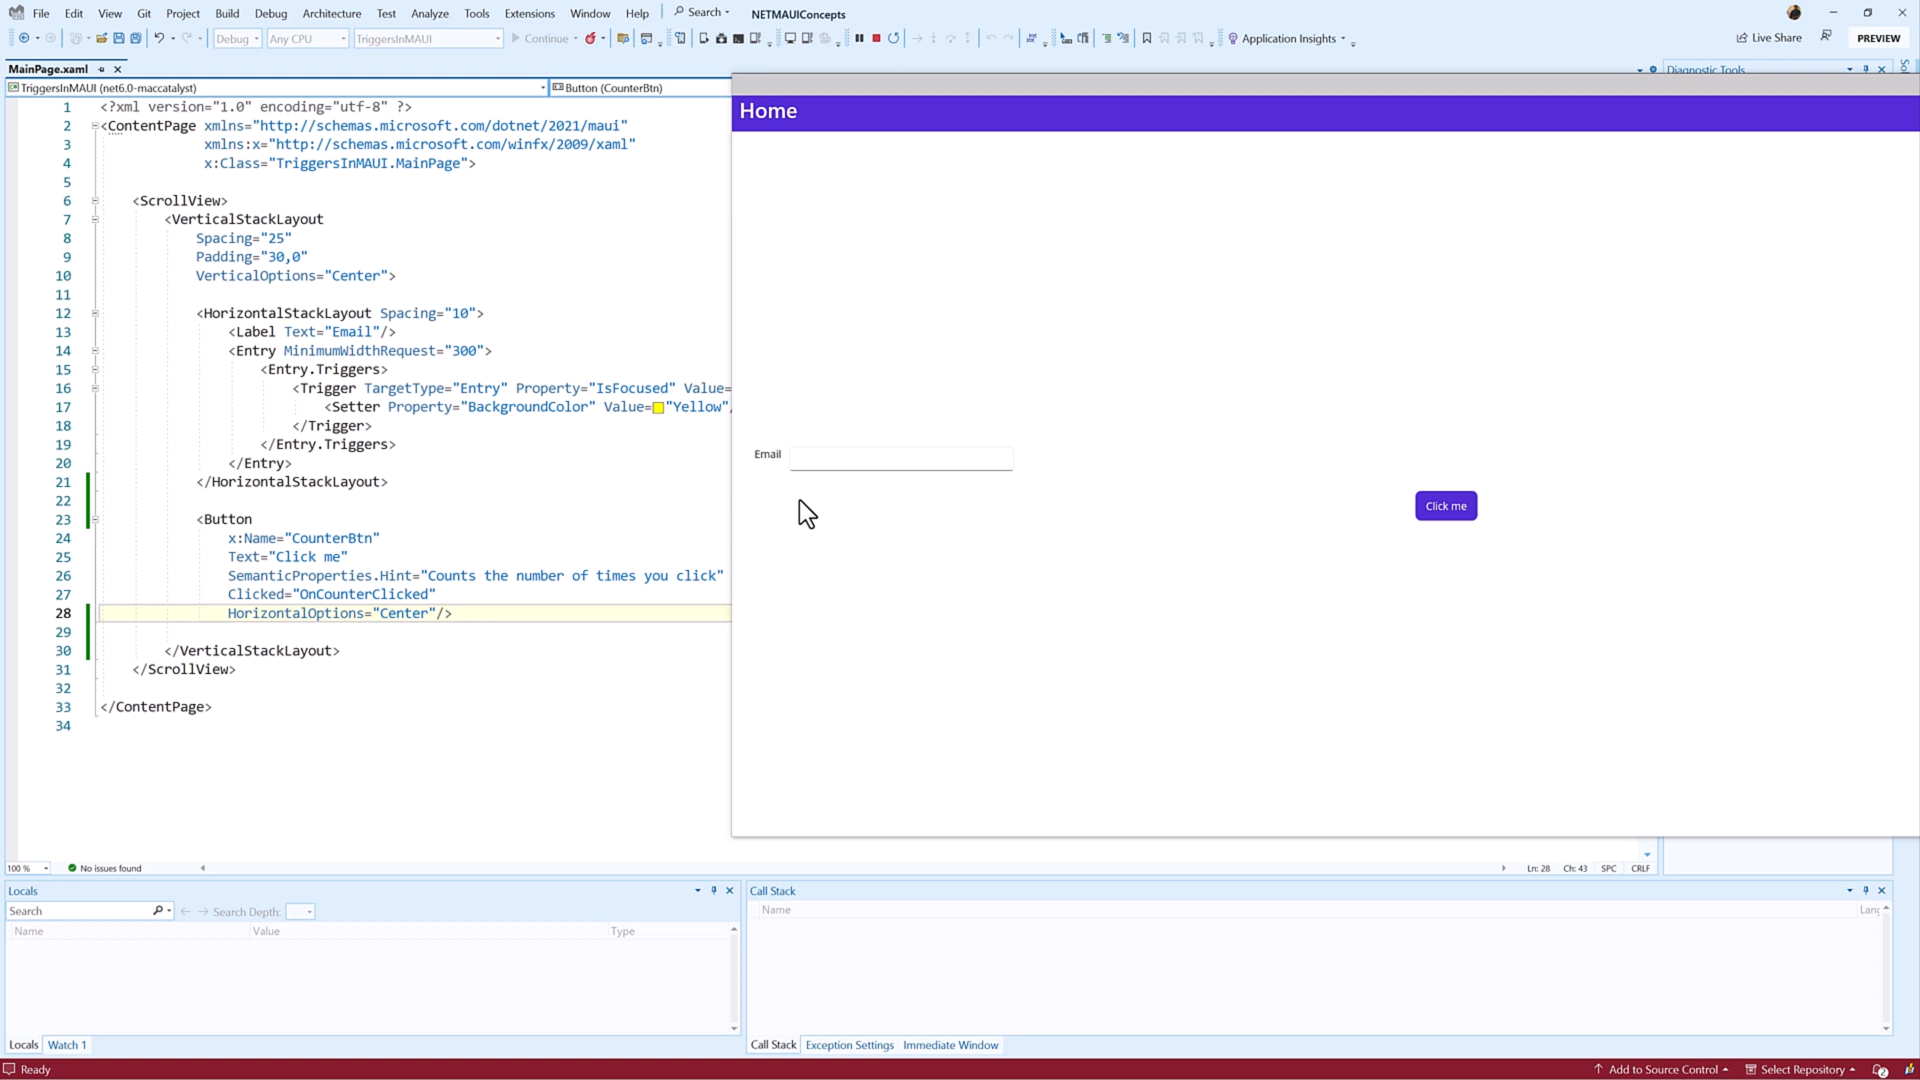 File Edit View Git Project Build Debug Architecture Test Analyze Tools Extensions Window Help Search NETMAUIConcepts
Debug Any CPU TriggersInMAUI Continue Application Insights Live Share PREVIEW
MainPage.xaml
Diagnostic Tools
TriggersInMAUI (net6.0-maccatalyst) Button (CounterBtn)
1 <?xml version="1.0" encoding="utf-8" ?>
2 <ContentPage xmlns="http://schemas.microsoft.com/dotnet/2021/maui"
3 xmlns:x="http://schemas.microsoft.com/winfx/2009/xaml"
4 x:Class="TriggersInMAUI.MainPage">
5
6 <ScrollView>
7 <VerticalStackLayout
8 Spacing="25"
9 Padding="30,0"
10 VerticalOptions="Center">
11
12 <HorizontalStackLayout Spacing="10">
13 <Label Text="Email"/>
14 <Entry MinimumWidthRequest="300">
15 <Entry.Triggers>
16 <Trigger TargetType="Entry" Property="IsFocused" Value=
17 <Setter Property="BackgroundColor" Value="Yellow"/
18 </Trigger>
19 </Entry.Triggers>
20 </Entry>
21 </HorizontalStackLayout>
22
23 <Button
24 x:Name="CounterBtn"
25 Text="Click me"
26 SemanticProperties.Hint="Counts the number of times you click"
27 Clicked="OnCounterClicked"
28 HorizontalOptions="Center"/>
29
30 </VerticalStackLayout>
31 </ScrollView>
32
33 </ContentPage>
34
Home
Email
Click me
100 % No issues found Ln: 28 Ch: 43 SPC CRLF
Locals
Search Search Depth:
Name Value Type
Locals Watch 1
Call Stack
Name Lang
Call Stack Exception Settings Immediate Window
Ready Add to Source Control Select Repository 2